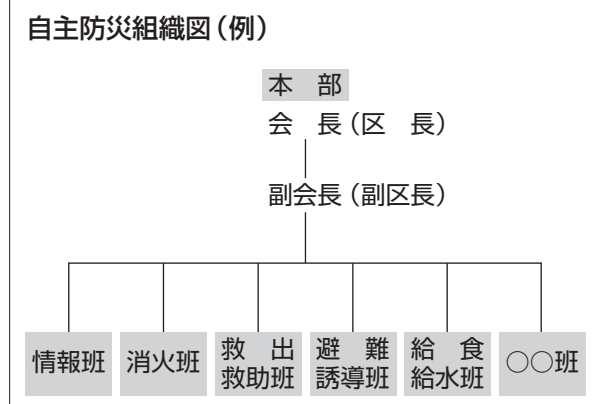 自主防災組織図（例）
本　部
会　長（区　長）
副会長（副区長）
情報班
消火班
救　出
救助班
避　難
誘導班
給　食
給水班
○○班